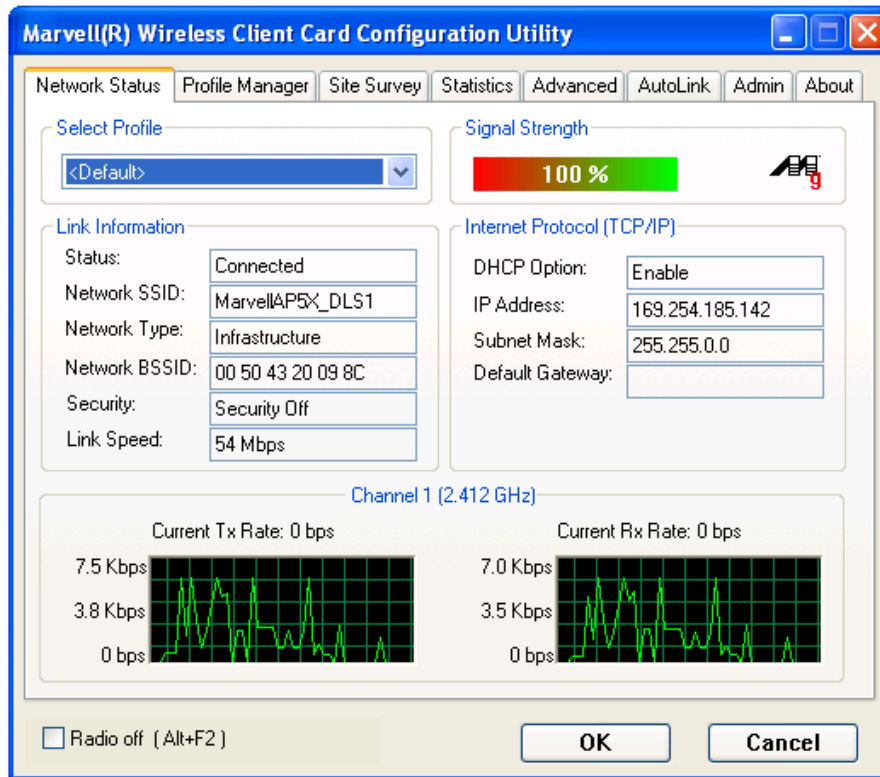 Marvell(R) Wireless Client Card Configuration Utility
Network Status Profile Manager Site Survey Statistics Advanced AutoLink Admin About
Select Profile
<Default>
Signal Strength
100 %
g
Link Information
Status: Connected
Network SSID: MarvellAP5X_DLS1
Network Type: Infrastructure
Network BSSID: 00 50 43 20 09 8C
Security: Security Off
Link Speed: 54 Mbps
Internet Protocol (TCP/IP)
DHCP Option: Enable
IP Address: 169.254.185.142
Subnet Mask: 255.255.0.0
Default Gateway:
Channel 1 (2.412 GHz)
Current Tx Rate: 0 bps
7.5 Kbps
3.8 Kbps
0 bps
Current Rx Rate: 0 bps
7.0 Kbps
3.5 Kbps
0 bps
Radio off ( Alt+F2 )
OK
Cancel